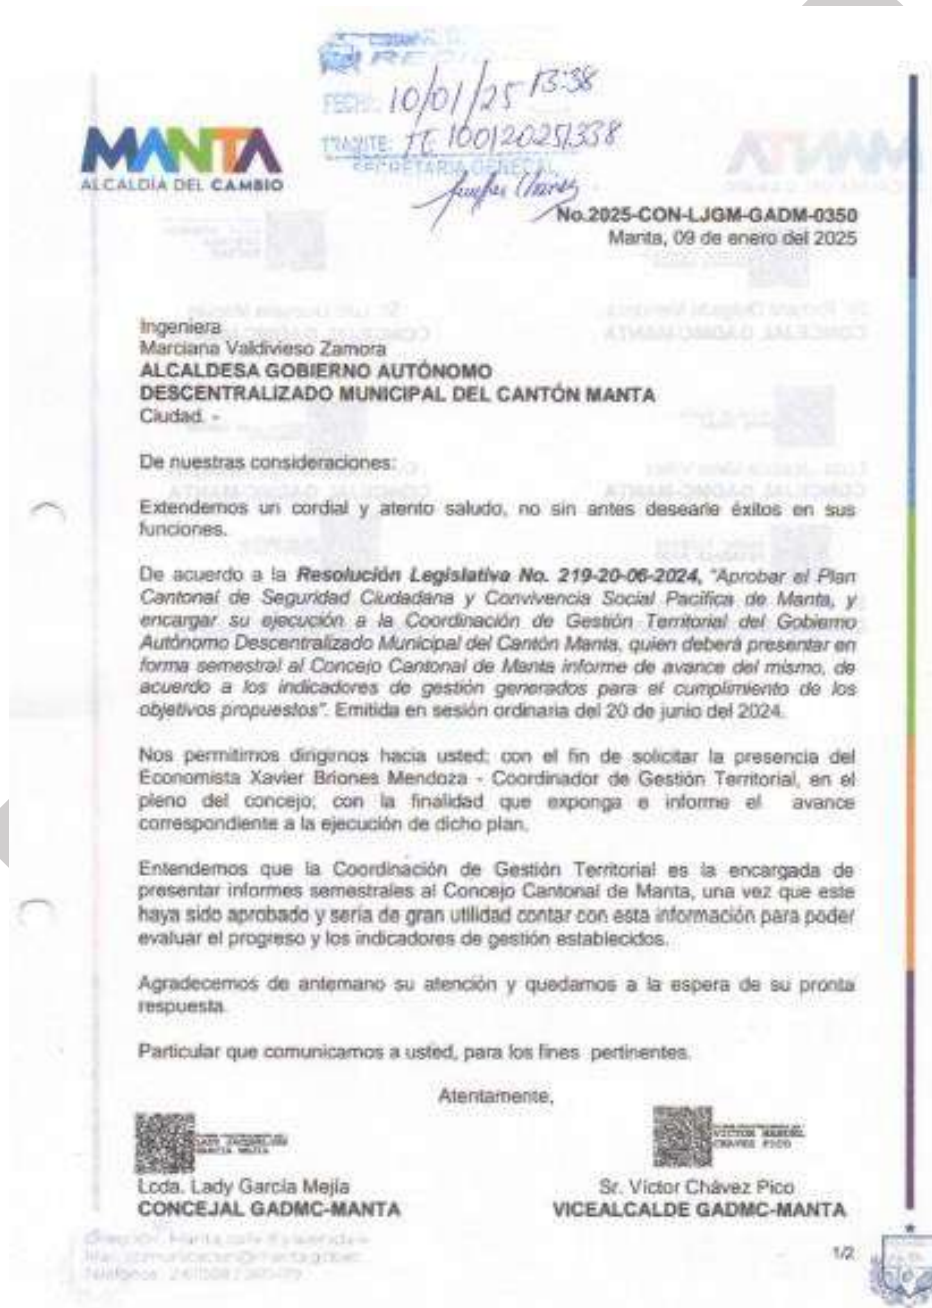 FECHA: 10/01/25 13:38
TRAMITE: TC 100120251338
SECRETARÍA GENERAL
MANTA
ALCALDÍA DEL CAMBIO
No.2025-CON-LJGM-GADM-0350
Manta, 09 de enero del 2025
Ingeniera
Marciana Valdivieso Zamora
ALCALDESA GOBIERNO AUTÓNOMO
DESCENTRALIZADO MUNICIPAL DEL CANTÓN MANTA
Ciudad. -
De nuestras consideraciones:
Extendemos un cordial y atento saludo, no sin antes desearle éxitos en sus
funciones.
De acuerdo a la Resolución Legislativa No. 219-20-06-2024, "Aprobar el Plan
Cantonal de Seguridad Ciudadana y Convivencia Social Pacífica de Manta, y
encargar su ejecución a la Coordinación de Gestión Territorial del Gobierno
Autónomo Descentralizado Municipal del Cantón Manta, quien deberá presentar en
forma semestral al Concejo Cantonal de Manta informe de avance del mismo, de
acuerdo a los indicadores de gestión generados para el cumplimiento de los
objetivos propuestos". Emitida en sesión ordinaria del 20 de junio del 2024.
Nos permitimos dirigirnos hacia usted; con el fin de solicitar la presencia del
Economista Xavier Briones Mendoza - Coordinador de Gestión Territorial, en el
pleno del concejo; con la finalidad que exponga e informe el avance
correspondiente a la ejecución de dicho plan.
Entendemos que la Coordinación de Gestión Territorial es la encargada de
presentar informes semestrales al Concejo Cantonal de Manta, una vez que este
haya sido aprobado y sería de gran utilidad contar con esta información para poder
evaluar el progreso y los indicadores de gestión establecidos.
Agradecemos de antemano su atención y quedamos a la espera de su pronta
respuesta.
Particular que comunicamos a usted, para los fines pertinentes.
Atentamente,
LADY JACQUELINE
GARCIA MEJIA
VICTOR MANUEL
CHAVEZ PICO
Lcda. Lady García Mejía
CONCEJAL GADMC-MANTA
Sr. Víctor Chávez Pico
VICEALCALDE GADMC-MANTA
1/2